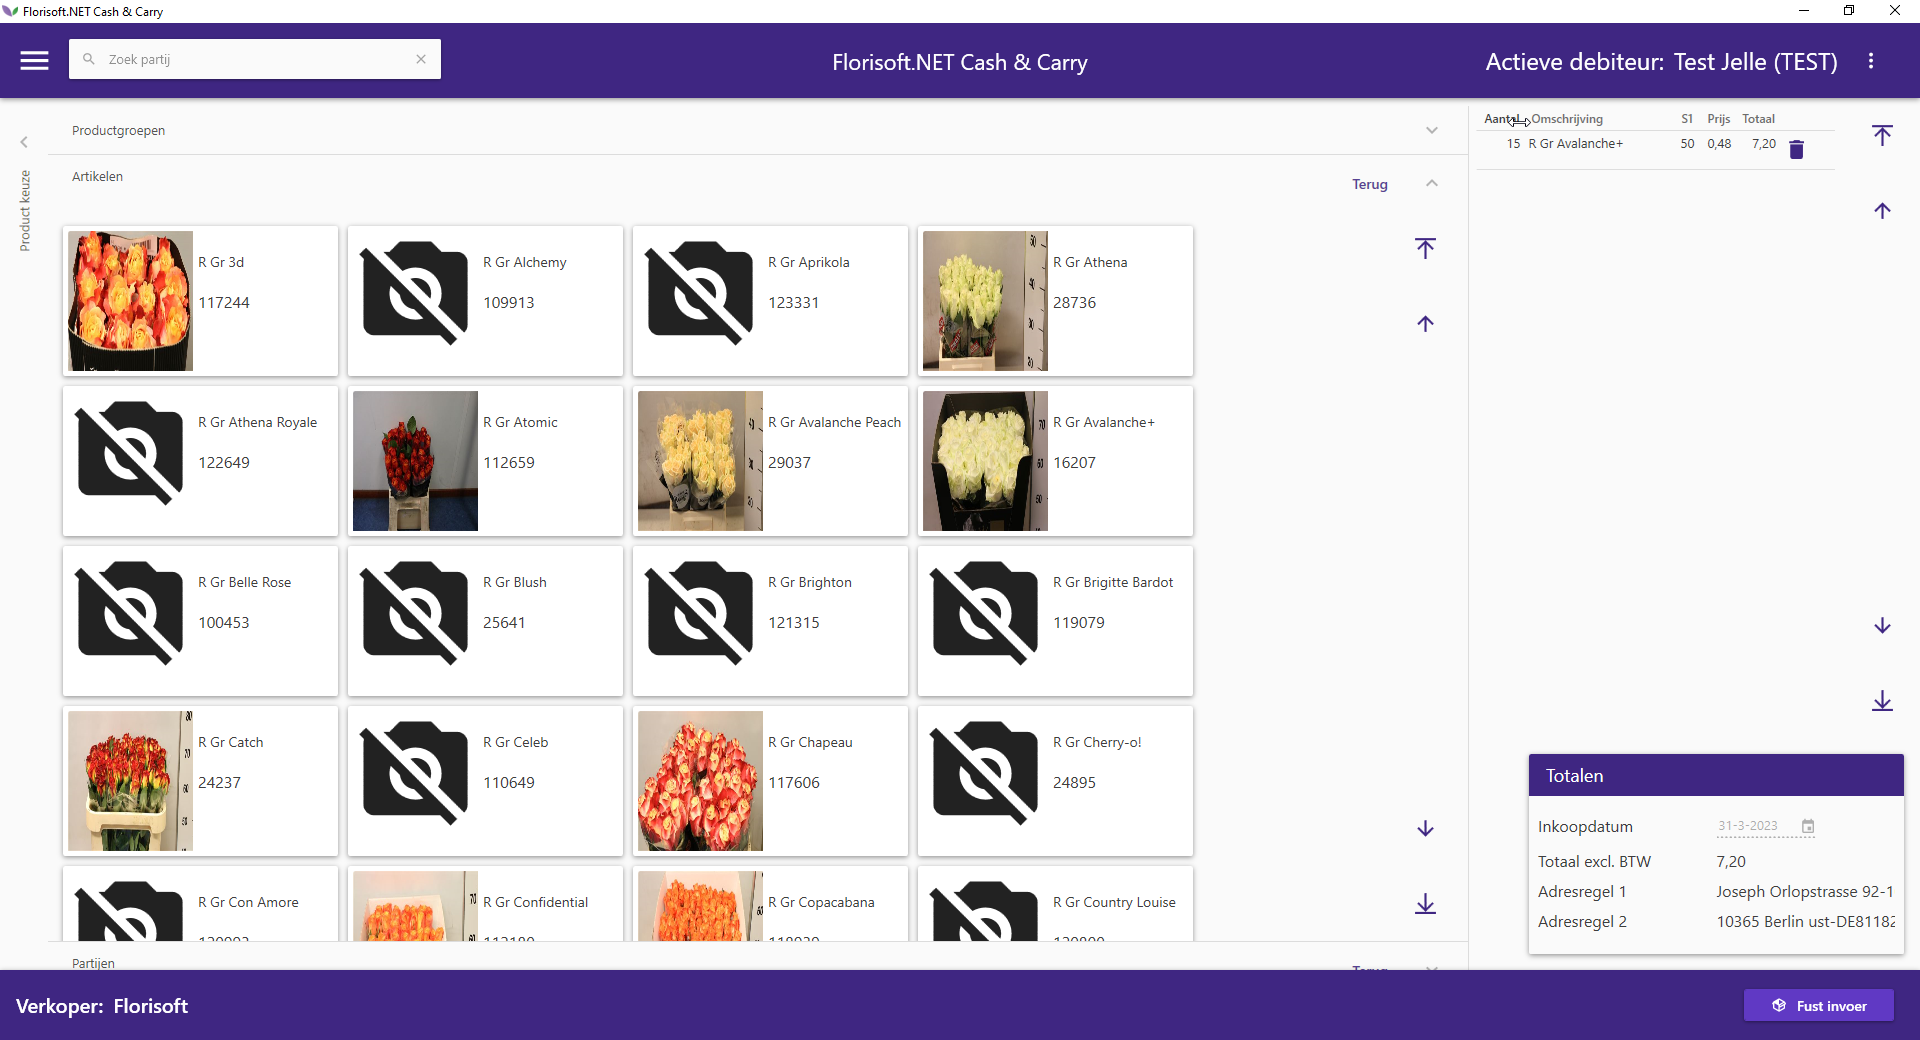 Florisoft.NET Cash & Carry
Zoek partij
Florisoft.NET Cash & Carry
Actieve debiteur: Test Jelle (TEST)
Product keuze
Productgroepen
Artikelen
Terug
R Gr 3d
117244
R Gr Alchemy
109913
R Gr Aprikola
123331
R Gr Athena
28736
R Gr Athena Royale
122649
R Gr Atomic
112659
R Gr Avalanche Peach
29037
R Gr Avalanche+
16207
R Gr Belle Rose
100453
R Gr Blush
25641
R Gr Brighton
121315
R Gr Brigitte Bardot
119079
R Gr Catch
24237
R Gr Celeb
110649
R Gr Chapeau
117606
R Gr Cherry-o!
24895
R Gr Con Amore
R Gr Confidential
R Gr Copacabana
R Gr Country Louise
Partijen
Terug
Aantal Omschrijving S1 Prijs Totaal
15 R Gr Avalanche+ 50 0,48 7,20
Totalen
Inkoopdatum 31-3-2023
Totaal excl. BTW 7,20
Adresregel 1 Joseph Orlopstrasse 92-1
Adresregel 2 10365 Berlin ust-DE81182
Verkoper: Florisoft
Fust invoer